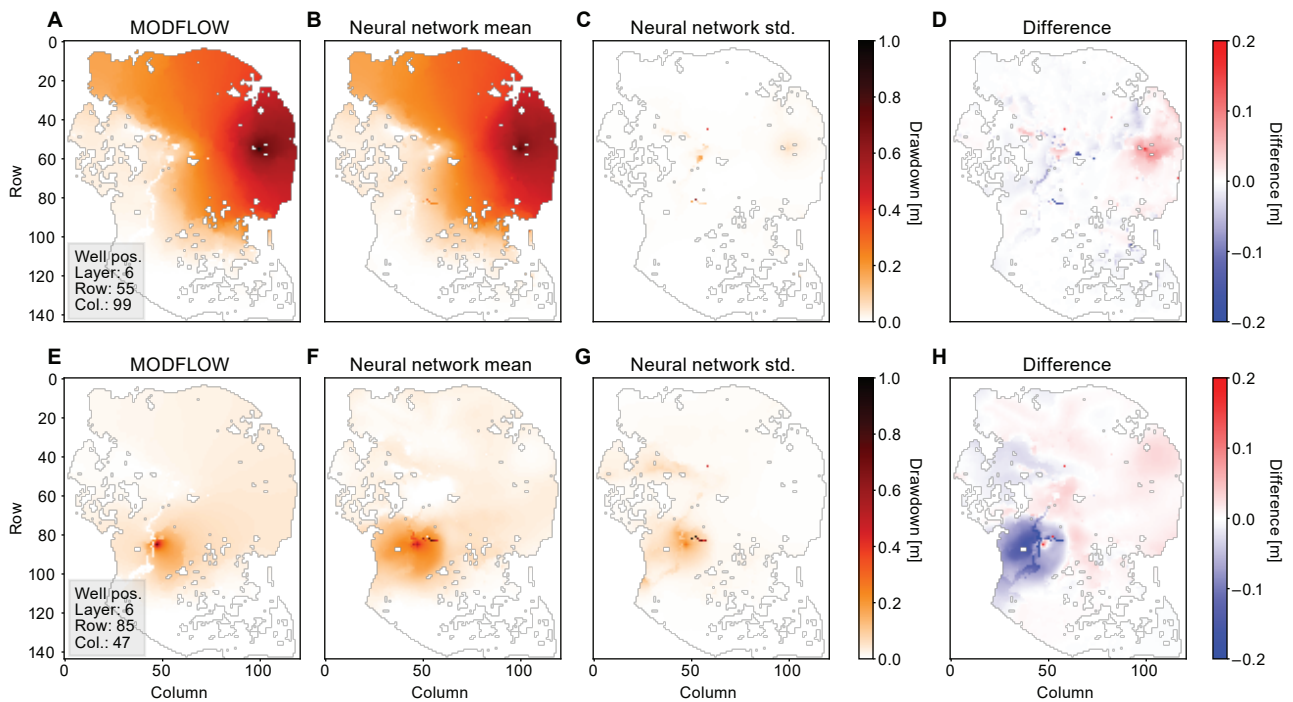 A MODFLOW
B Neural network mean
C Neural network std.
D Difference
0
20
40
60
80
100
120
140
Row
Well pos.
Layer: 6
Row: 55
Col.: 99
1.0
0.8
0.6
0.4
0.2
0.0
Drawdown [m]
0.2
0.1
0.0
−0.1
−0.2
Difference [m]
E MODFLOW
F Neural network mean
G Neural network std.
H Difference
0
20
40
60
80
100
120
140
Row
Well pos.
Layer: 6
Row: 85
Col.: 47
1.0
0.8
0.6
0.4
0.2
0.0
Drawdown [m]
0.2
0.1
0.0
−0.1
−0.2
Difference [m]
0 50 100
0 50 100
0 50 100
0 50 100
Column
Column
Column
Column